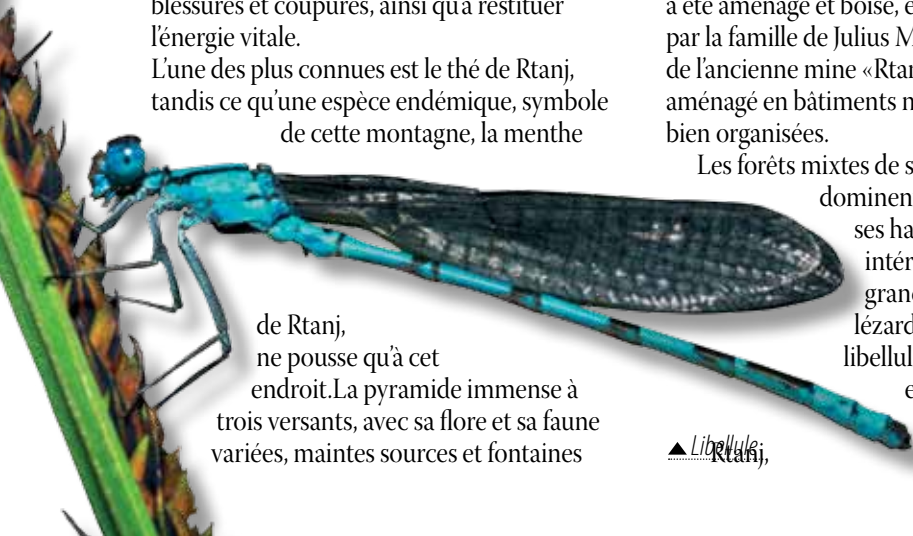 blessures et coupures, ainsi qu'à restituer
l'énergie vitale.
L'une des plus connues est le thé de Rtanj,
tandis ce qu'une espèce endémique, symbole
de cette montagne, la menthe
de Rtanj,
ne pousse qu'à cet
endroit.La pyramide immense à
trois versants, avec sa flore et sa faune
variées, maintes sources et fontaines
a été aménagé et boisé,
par la famille de Julius
de l'ancienne mine «Rtan
aménagé en bâtiments
bien organisées.
Les forêts mixtes de
dominen
ses ha
intér
gran
lézard
libellul
Libellule
Rtanj,